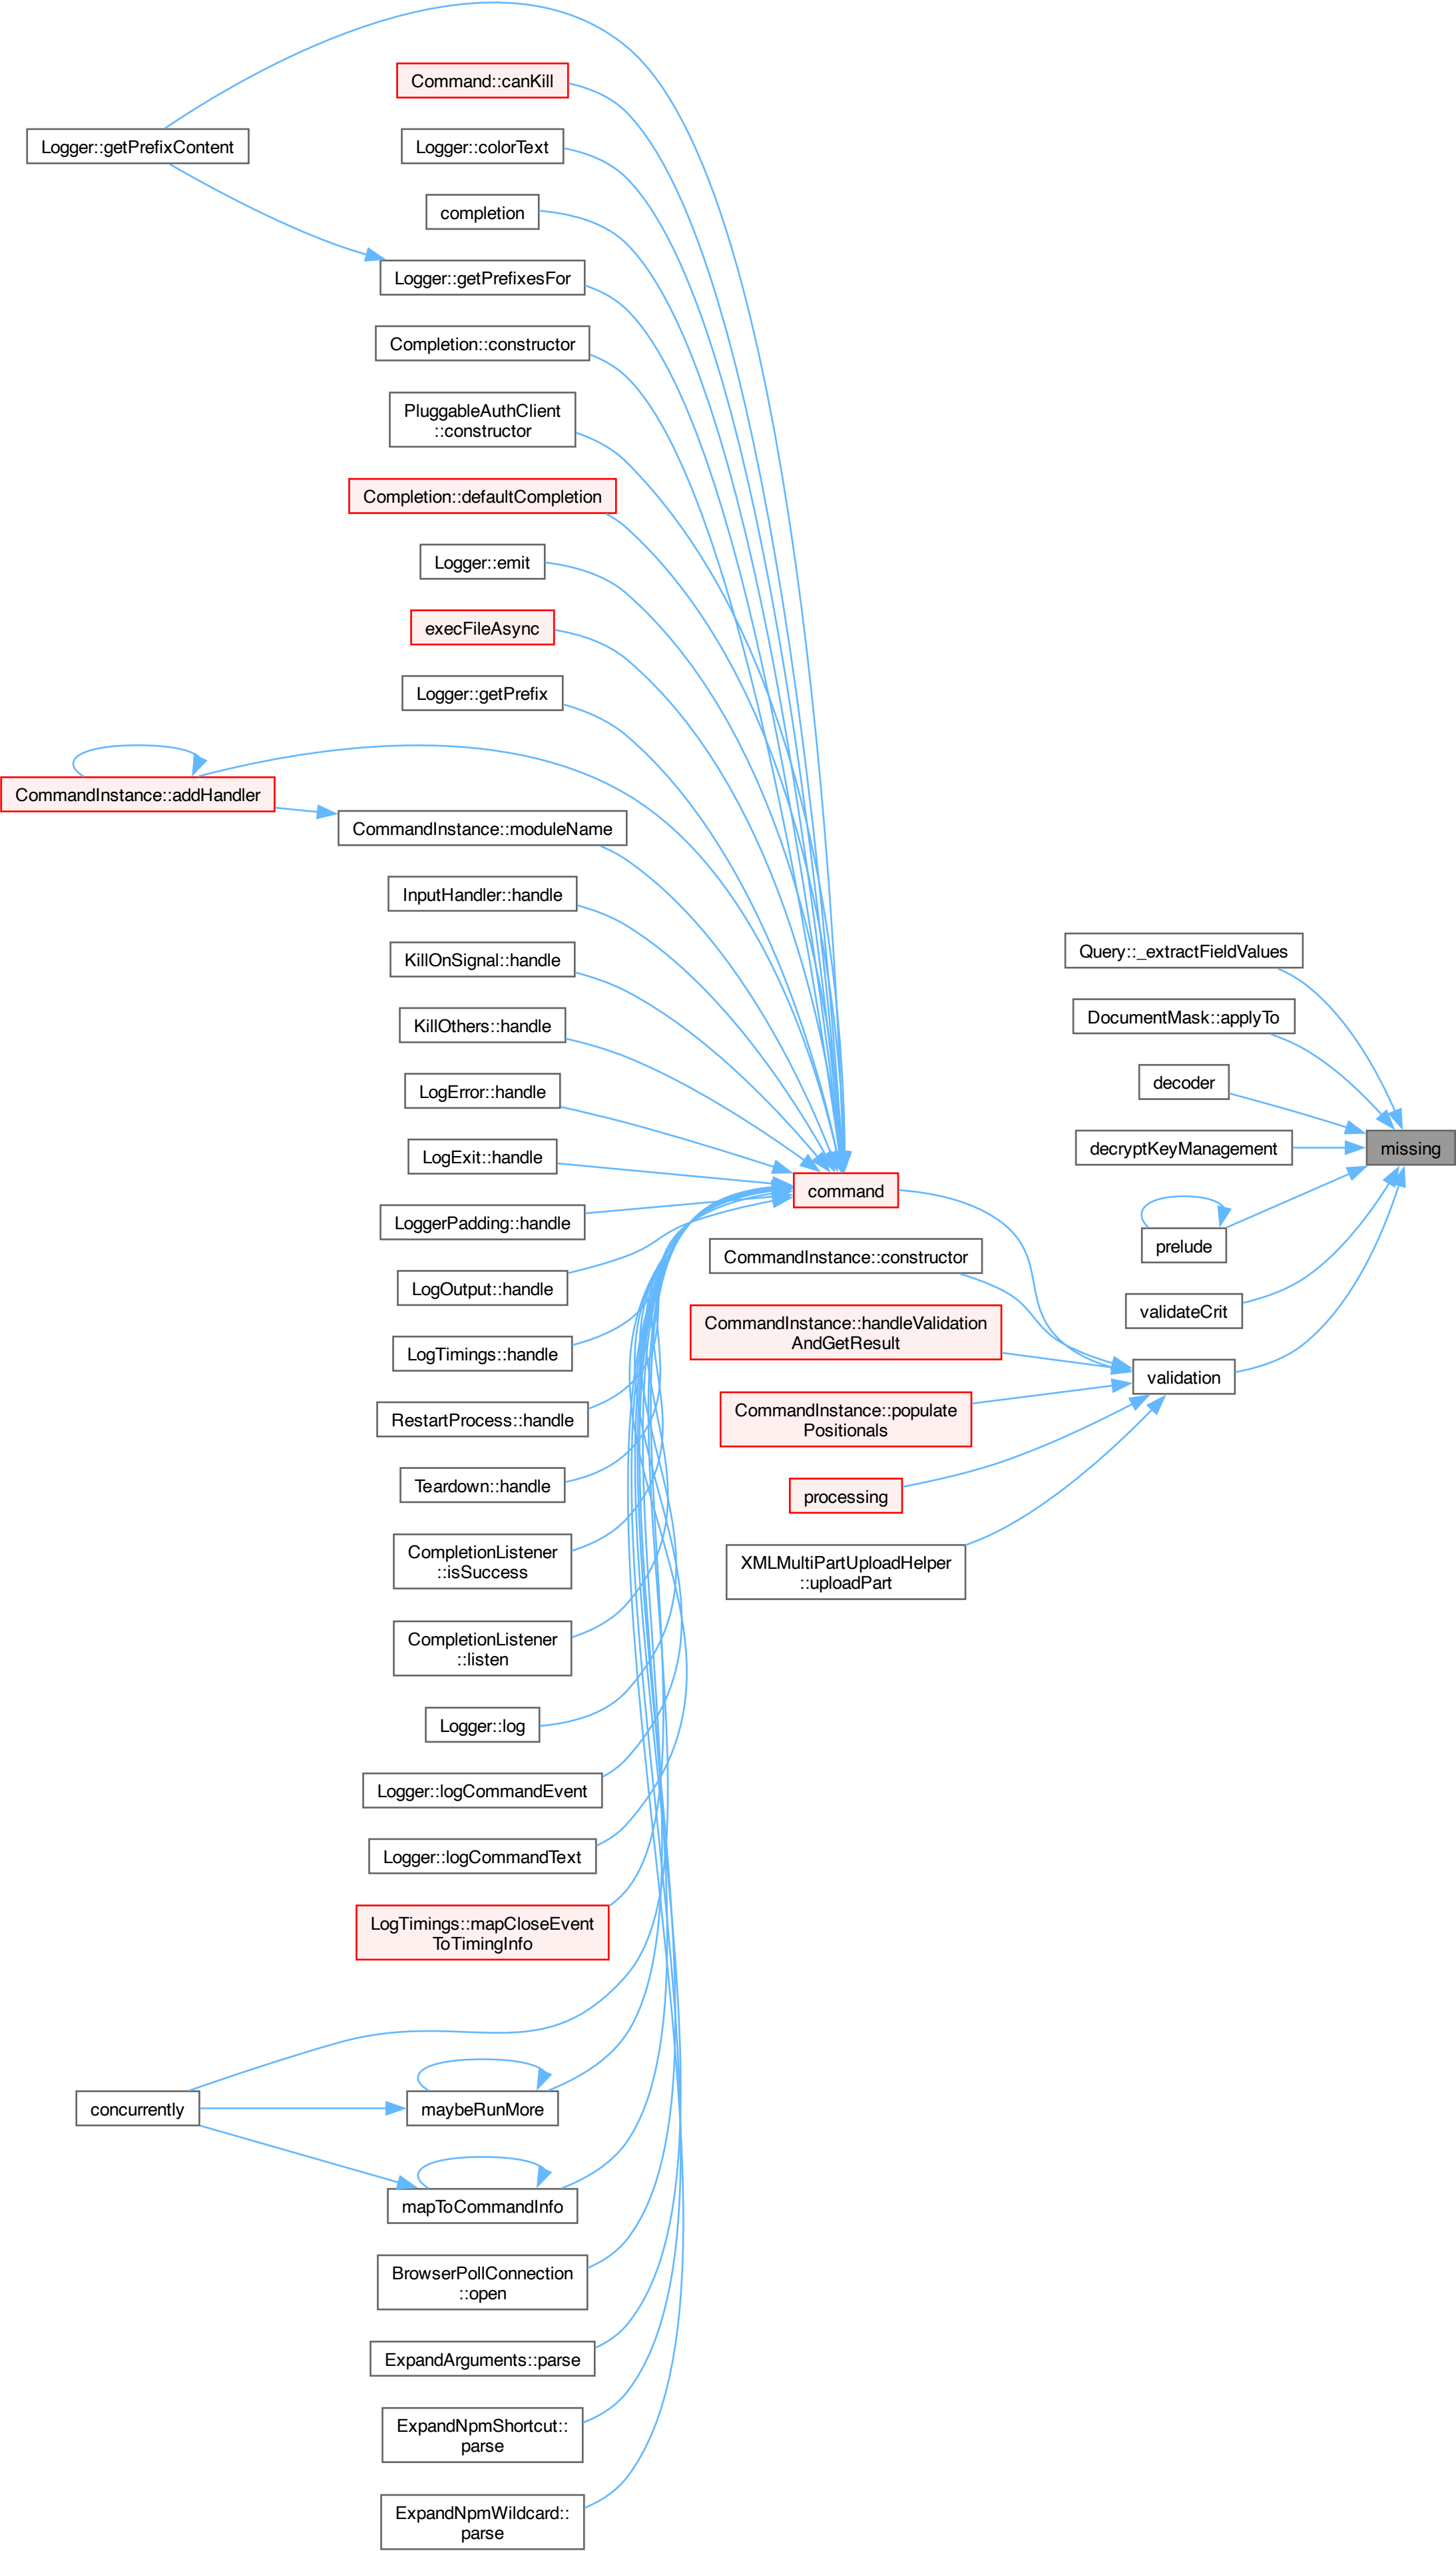 Command::canKill
Logger::getPrefixContent
Logger::colorText
completion
Logger::getPrefixesFor
Completion::constructor
PluggableAuthClient
::constructor
Completion::defaultCompletion
Logger::emit
execFileAsync
Logger::getPrefix
CommandInstance::addHandler
CommandInstance::moduleName
InputHandler::handle
KillOnSignal::handle
KillOthers::handle
LogError::handle
LogExit::handle
LoggerPadding::handle
LogOutput::handle
LogTimings::handle
RestartProcess::handle
Teardown::handle
CompletionListener
::isSuccess
CompletionListener
::listen
Logger::log
Logger::logCommandEvent
Logger::logCommandText
LogTimings::mapCloseEvent
ToTimingInfo
concurrently
maybeRunMore
mapToCommandInfo
BrowserPollConnection
::open
ExpandArguments::parse
ExpandNpmShortcut::
parse
ExpandNpmWildcard::
parse
command
CommandInstance::constructor
CommandInstance::handleValidation
AndGetResult
CommandInstance::populate
Positionals
processing
XMLMultiPartUploadHelper
::uploadPart
Query::_extractFieldValues
DocumentMask::applyTo
decoder
decryptKeyManagement
prelude
validateCrit
validation
missing